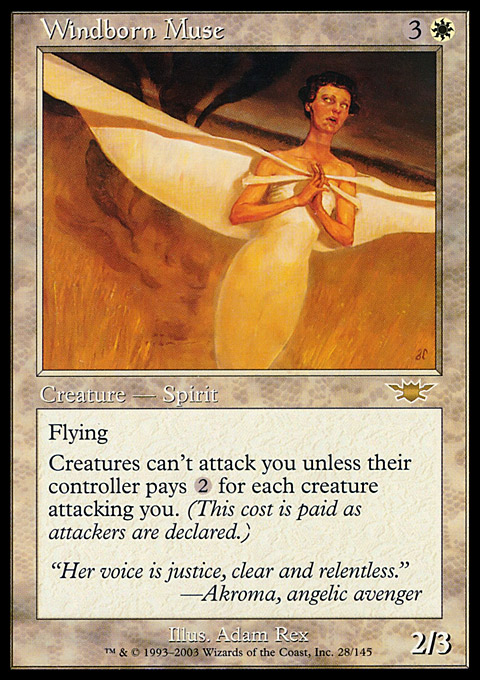 Windborn Muse 3
Creature — Spirit
Flying
Creatures can't attack you unless their
controller pays 2 for each creature
attacking you. (This cost is paid as
attackers are declared.)
“Her voice is justice, clear and relentless.”
—Akroma, angelic avenger
Illus. Adam Rex
™ & © 1993–2003 Wizards of the Coast, Inc. 28/145
2/3